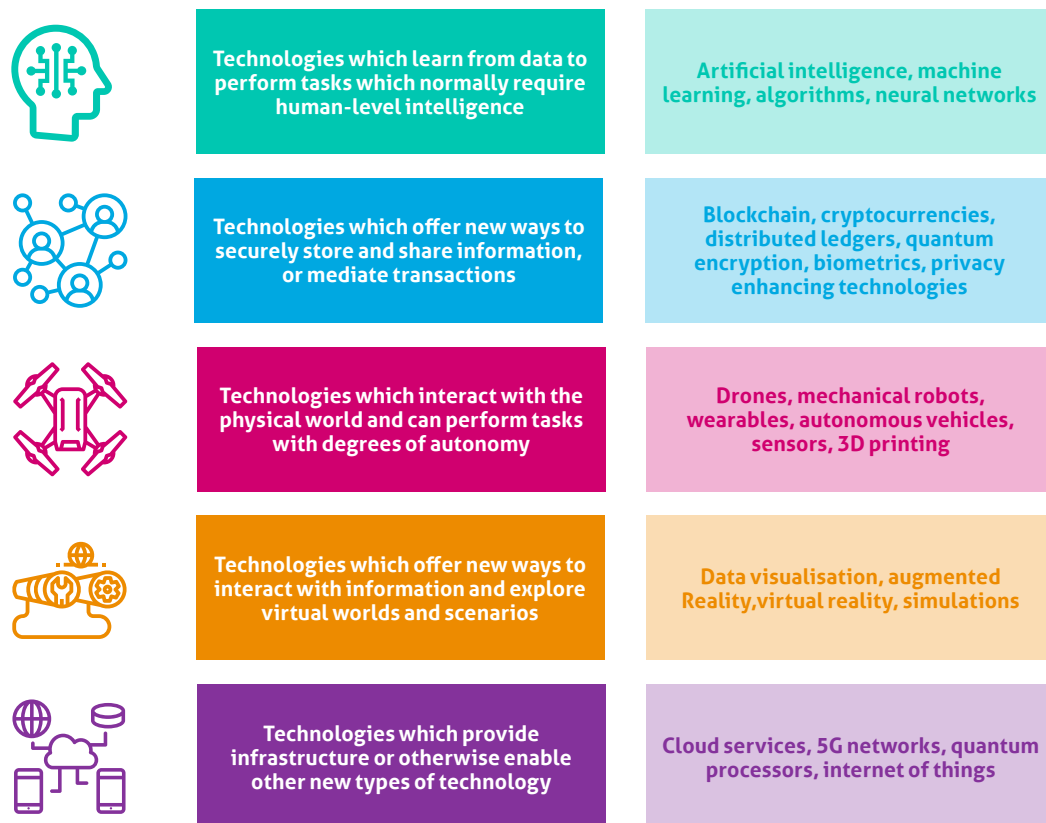 Technologies which learn from data to
perform tasks which normally require
human-level intelligence
Artificial intelligence, machine
learning, algorithms, neural networks
Technologies which offer new ways to
securely store and share information,
or mediate transactions
Blockchain, cryptocurrencies,
distributed ledgers, quantum
encryption, biometrics, privacy
enhancing technologies
Technologies which interact with the
physical world and can perform tasks
with degrees of autonomy
Drones, mechanical robots,
wearables, autonomous vehicles,
sensors, 3D printing
Technologies which offer new ways to
interact with information and explore
virtual worlds and scenarios
Data visualisation, augmented
Reality,virtual reality, simulations
Technologies which provide
infrastructure or otherwise enable
other new types of technology
Cloud services, 5G networks, quantum
processors, internet of things